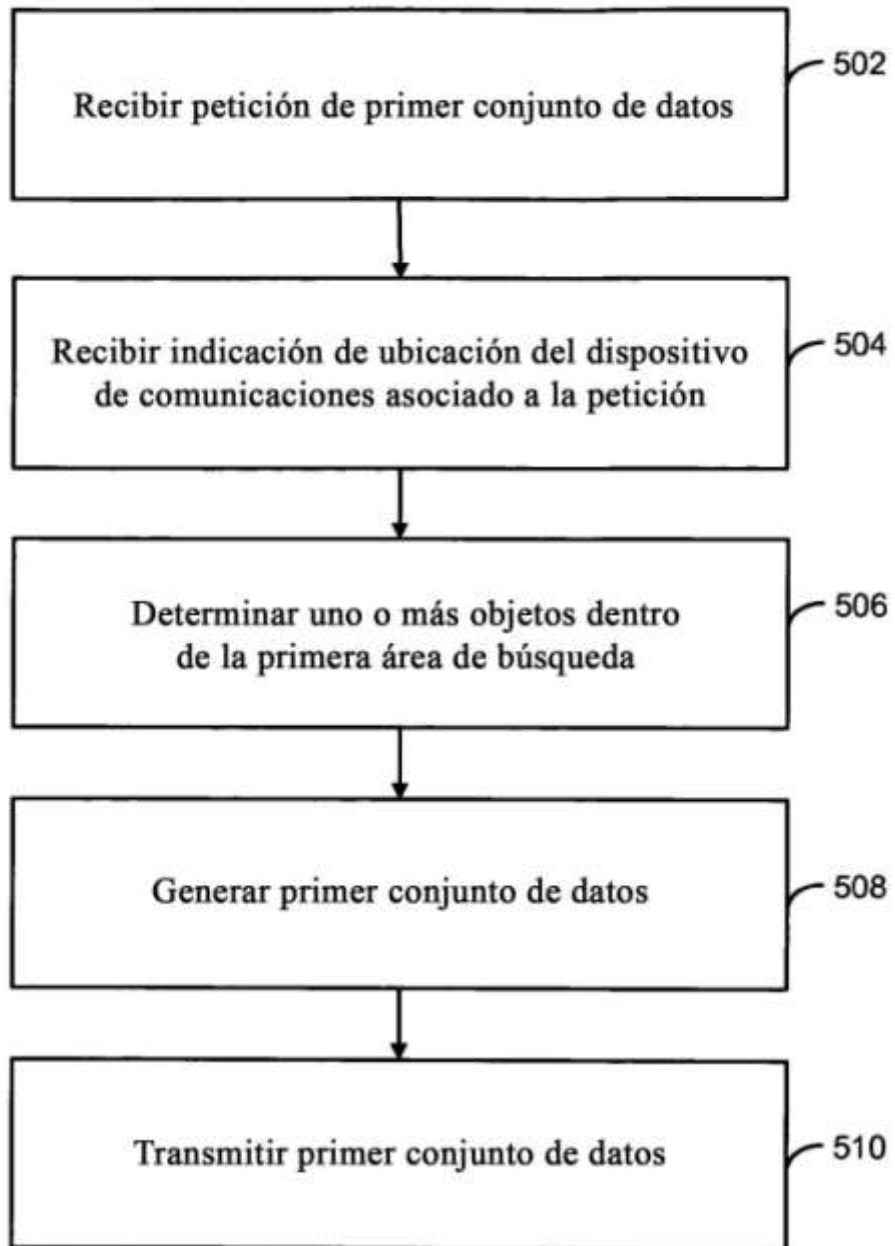 502
Recibir petición de primer conjunto de datos
504
Recibir indicación de ubicación del dispositivo
de comunicaciones asociado a la petición
506
Determinar uno o más objetos dentro
de la primera área de búsqueda
508
Generar primer conjunto de datos
510
Transmitir primer conjunto de datos